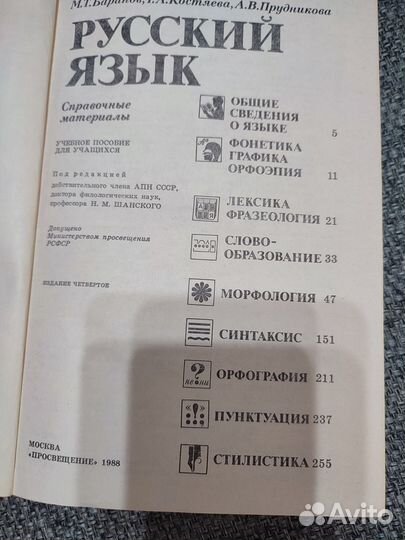 М.Т.Баранов, Т.А.Костяева, А.В.Прудникова
РУССКИЙ
ЯЗЫК
Справочные
материалы
УЧЕБНОЕ ПОСОБИЕ
ДЛЯ УЧАЩИХСЯ
Под редакцией
действительного члена АПН СССР,
доктора филологических наук,
профессора Н. М. ШАНСКОГО
Допущено
Министерством просвещения
РСФСР
ИЗДАНИЕ ЧЕТВЕРТОЕ
МОСКВА
«ПРОСВЕЩЕНИЕ» 1988
ОБЩИЕ
СВЕДЕНИЯ
О ЯЗЫКЕ
5
ФОНЕТИКА
ГРАФИКА
ОРФОЭПИЯ
11
ЛЕКСИКА
ФРАЗЕОЛОГИЯ 21
СЛОВО-
ОБРАЗОВАНИЕ 33
МОРФОЛОГИЯ 47
СИНТАКСИС 151
?
не ни
ОРФОГРАФИЯ 211
ПУНКТУАЦИЯ 237
СТИЛИСТИКА 255
Avito